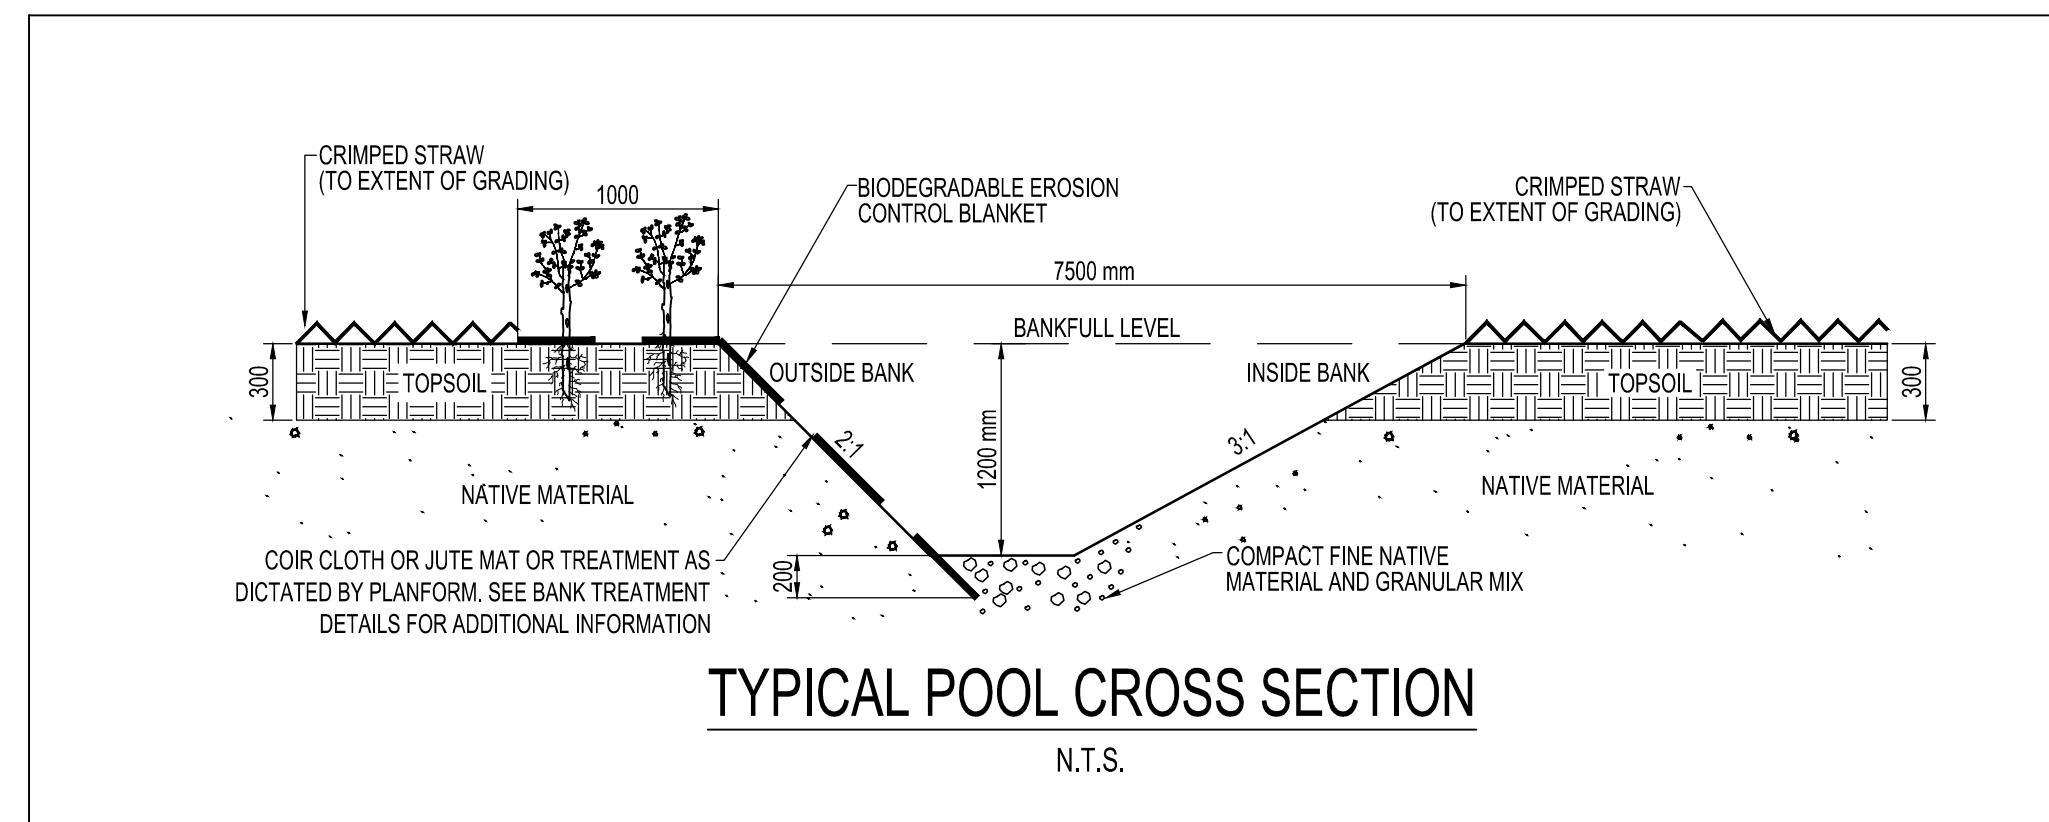 CRIMPED STRAW
(TO EXTENT OF GRADING)
1000
BIODEGRADABLE EROSION
CONTROL BLANKET
CRIMPED STRAW
(TO EXTENT OF GRADING)
7500 mm
BANKFULL LEVEL
300
TOPSOIL
OUTSIDE BANK
INSIDE BANK
TOPSOIL
300
2:1
1200 mm
3:1
NATIVE MATERIAL
NATIVE MATERIAL
COIR CLOTH OR JUTE MAT OR TREATMENT AS
DICTATED BY PLANFORM. SEE BANK TREATMENT
DETAILS FOR ADDITIONAL INFORMATION
200
COMPACT FINE NATIVE
MATERIAL AND GRANULAR MIX
TYPICAL POOL CROSS SECTION
N.T.S.